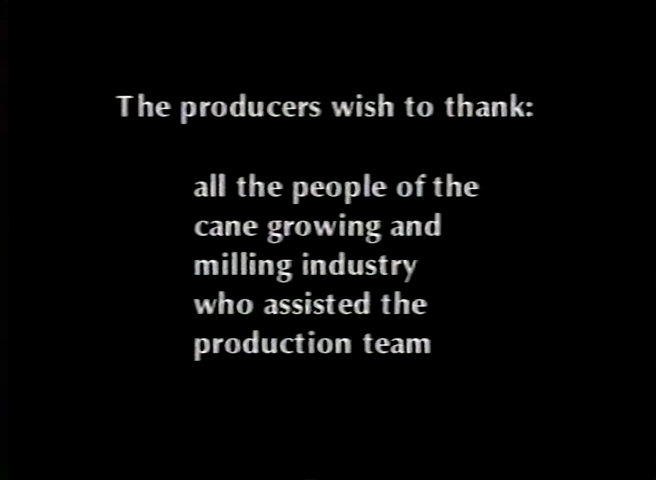 The producers wish to thank:
all the people of the
cane growing and
milling industry
who assisted the
production team